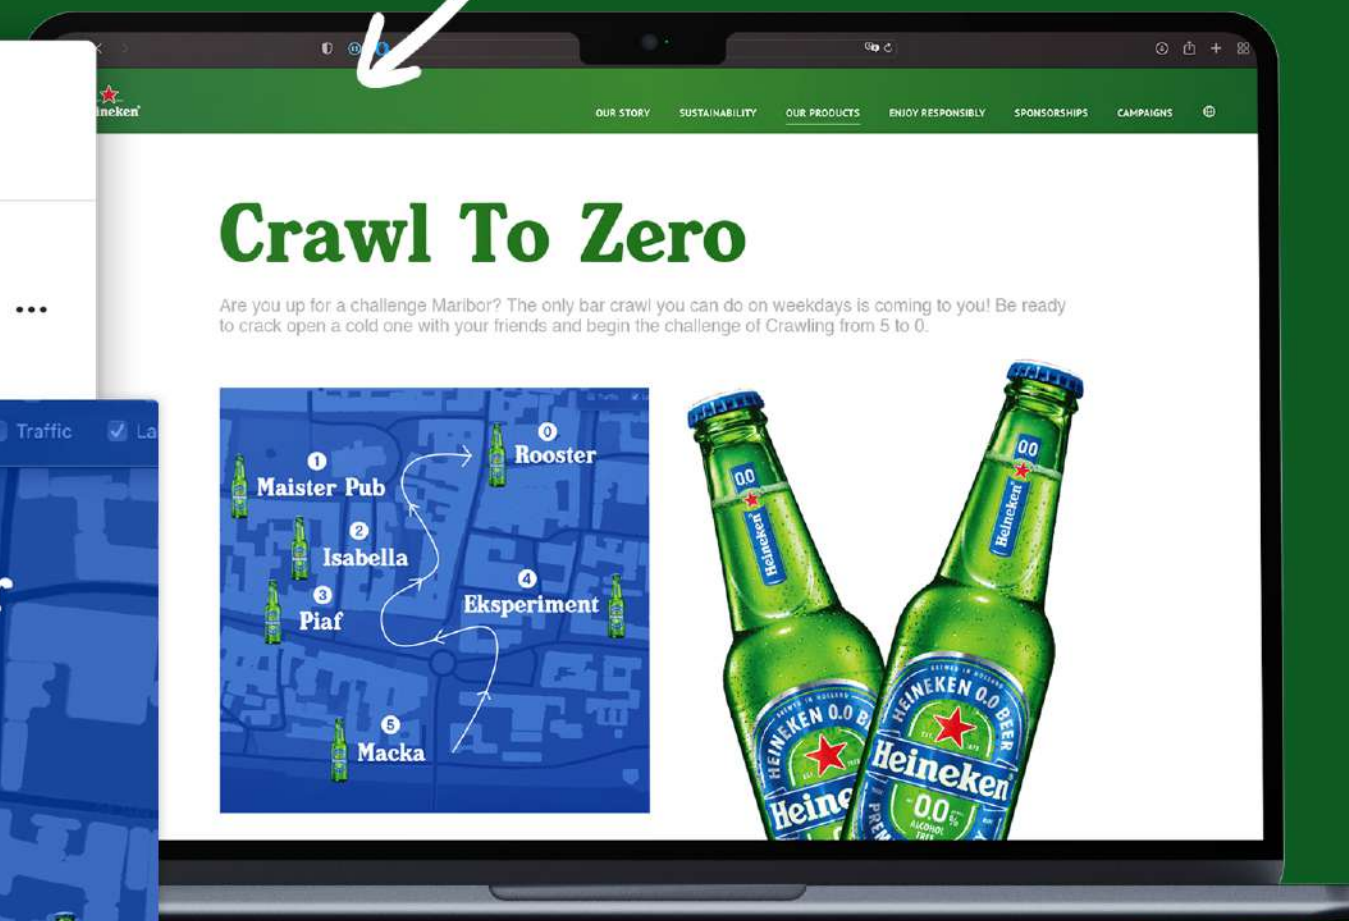 Heineken
OUR STORY SUSTAINABILITY OUR PRODUCTS ENJOY RESPONSIBLY SPONSORSHIPS CAMPAIGNS
Crawl To Zero
Are you up for a challenge Maribor? The only bar crawl you can do on weekdays is coming to you! Be ready
to crack open a cold one with your friends and begin the challenge of Crawling from 5 to 0.
...
Traffic
0
Rooster
1
Maister Pub
2
Isabella
3
Piaf
4
Eksperiment
5
Macka
0.0
Heineken
0.0
Heineken
HEINEKEN 0.0 BEER
Heineken
0.0%
ALCOHOL
FREE